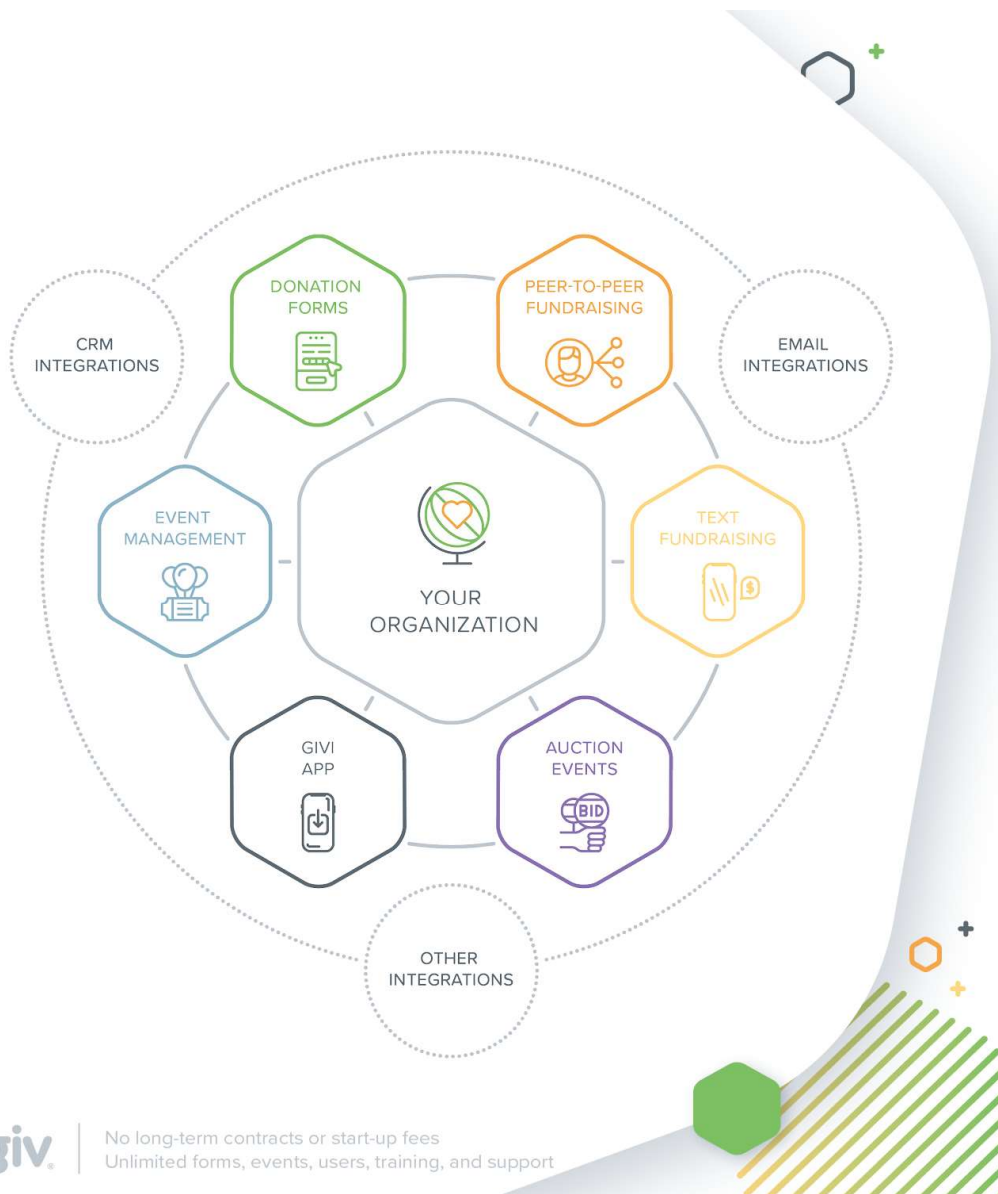 DONATION
FORMS
PEER-TO-PEER
FUNDRAISING
CRM
INTEGRATIONS
EMAIL
INTEGRATIONS
EVENT
MANAGEMENT
TEXT
FUNDRAISING
$
YOUR
ORGANIZATION
GIVI
APP
AUCTION
EVENTS
BID
OTHER
INTEGRATIONS
giv®
No long-term contracts or start-up fees
Unlimited forms, events, users, training, and support